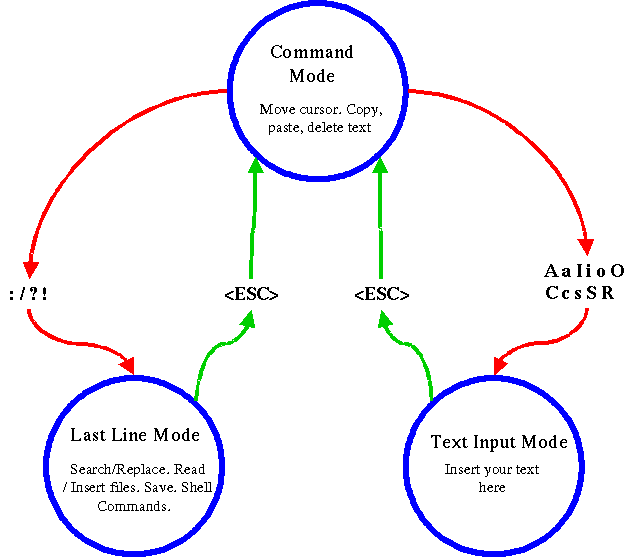 Command
Mode
Move cursor. Copy,
paste, delete text
: / ? !
<ESC>
<ESC>
A a I i o O
C c s S R
Last Line Mode
Search/Replace. Read
/ Insert files. Save. Shell
Commands.
Text Input Mode
Insert your text
here